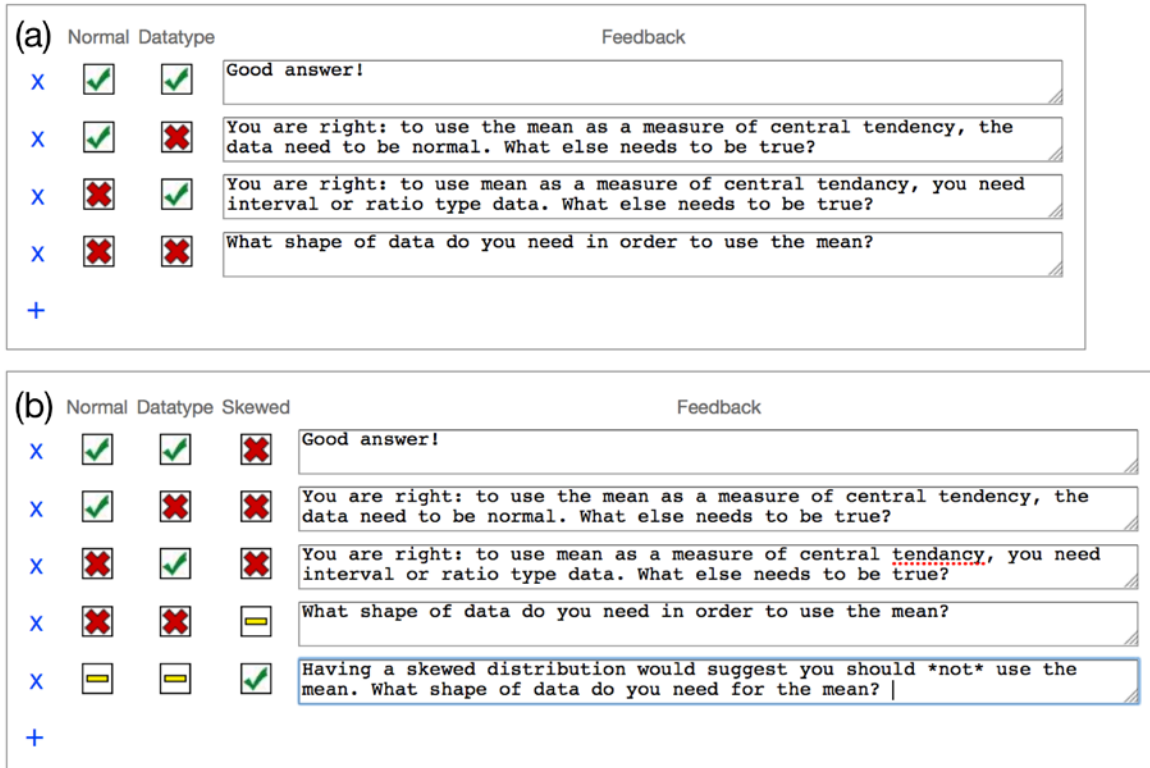 (a) Normal Datatype Feedback
x Good answer!
x You are right: to use the mean as a measure of central tendency, the
data need to be normal. What else needs to be true?
x You are right: to use mean as a measure of central tendancy, you need
interval or ratio type data. What else needs to be true?
x What shape of data do you need in order to use the mean?
+
(b) Normal Datatype Skewed Feedback
x Good answer!
x You are right: to use the mean as a measure of central tendency, the
data need to be normal. What else needs to be true?
x You are right: to use mean as a measure of central tendancy, you need
interval or ratio type data. What else needs to be true?
x What shape of data do you need in order to use the mean?
x Having a skewed distribution would suggest you should *not* use the
mean. What shape of data do you need for the mean?
+